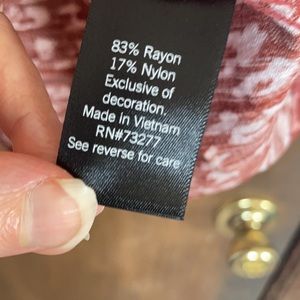 83% Rayon
17% Nylon
Exclusive of
decoration.
Made in Vietnam
RN#73277
See reverse for care